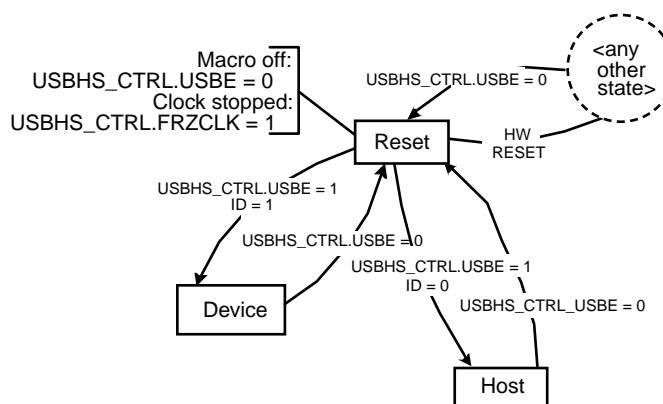 Macro off:
USBHS_CTRL.USBE = 0
Clock stopped:
USBHS_CTRL.FRZCLK = 1
USBHS_CTRL.USBE = 0
<any
other
state>
Reset
HW
RESET
USBHS_CTRL.USBE = 1
ID = 1
USBHS_CTRL.USBE = 0
USBHS_CTRL.USBE = 1
ID = 0
USBHS_CTRL_USBE = 0
Device
Host